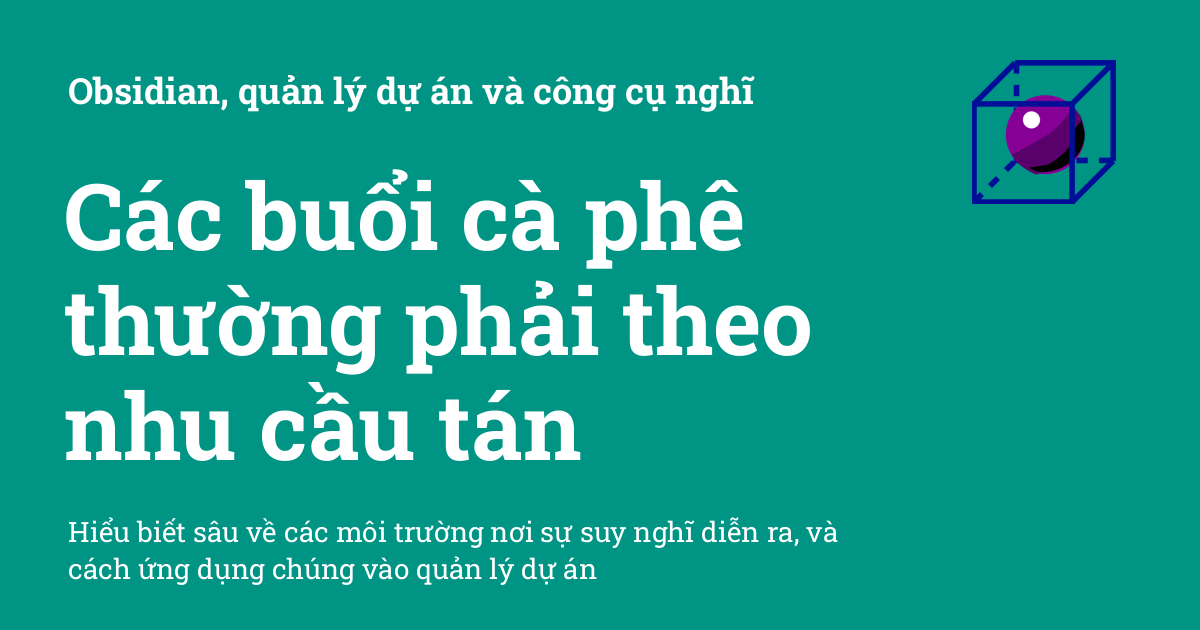 Obsidian, quản lý dự án và công cụ nghĩ
Các buổi cà phê
thường phải theo
nhu cầu tán
Hiểu biết sâu về các môi trường nơi sự suy nghĩ diễn ra, và
cách ứng dụng chúng vào quản lý dự án